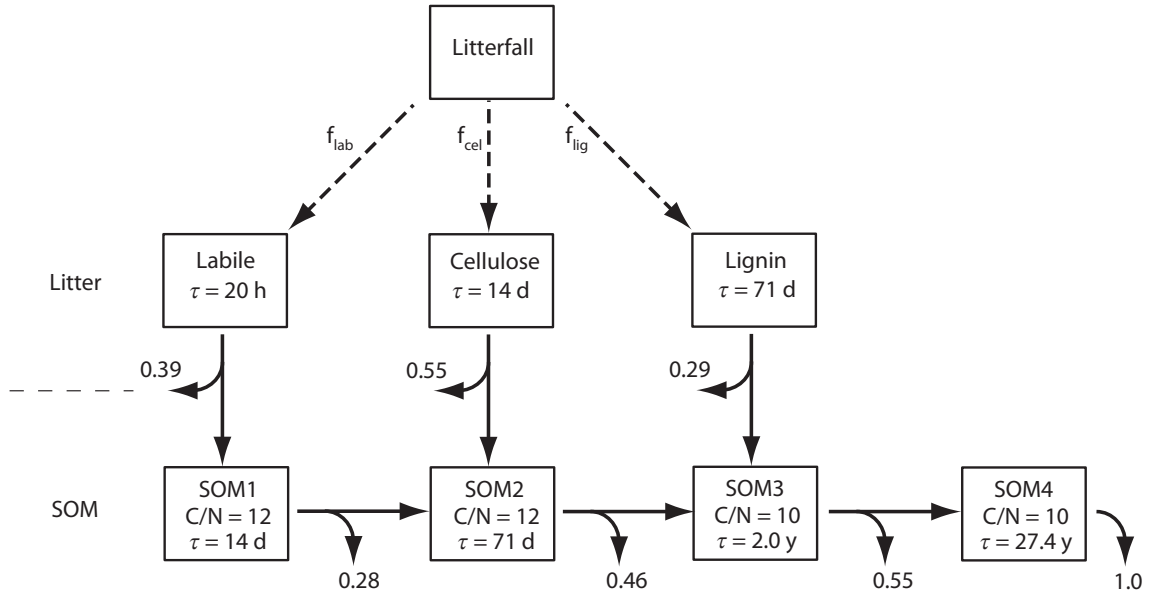 Litterfall
f_lab
f_cel
f_lig
Litter
Labile
τ = 20 h
Cellulose
τ = 14 d
Lignin
τ = 71 d
0.39
0.55
0.29
SOM
SOM1
C/N = 12
τ = 14 d
SOM2
C/N = 12
τ = 71 d
SOM3
C/N = 10
τ = 2.0 y
SOM4
C/N = 10
τ = 27.4 y
0.28
0.46
0.55
1.0